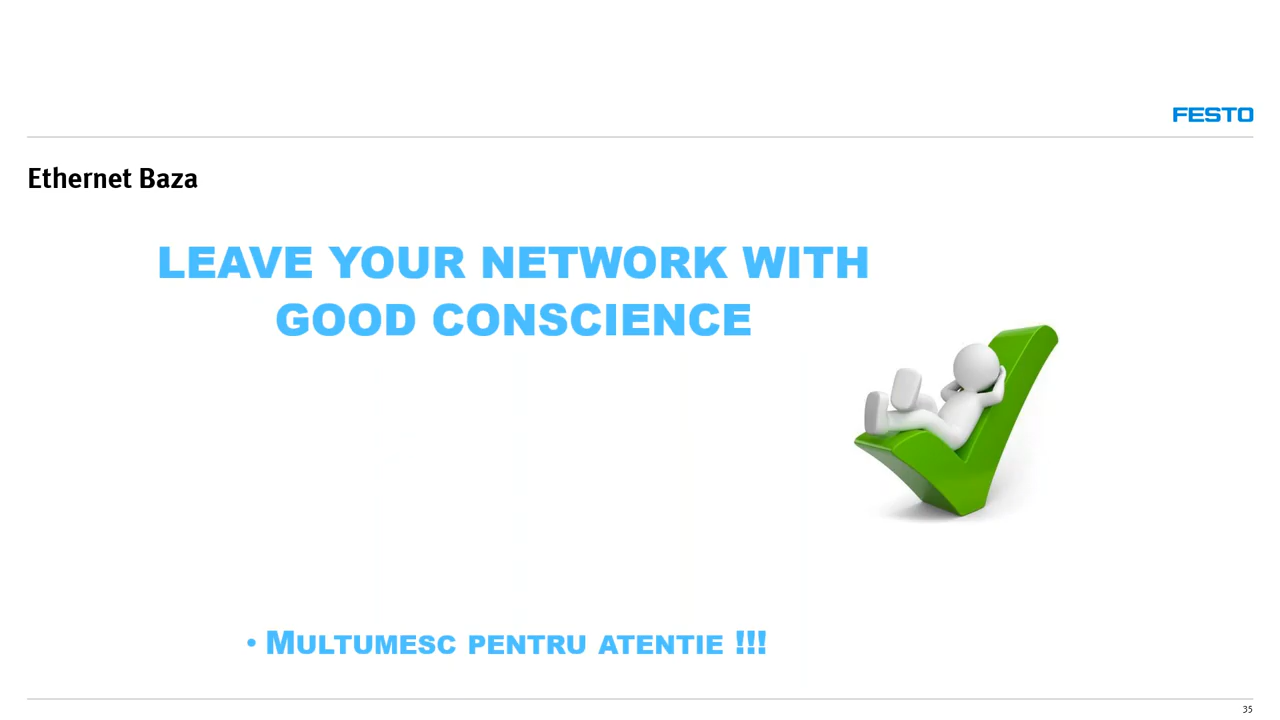 FESTO
Ethernet Baza
LEAVE YOUR NETWORK WITH
GOOD CONSCIENCE
• MULTUMESC PENTRU ATENTIE !!!
35